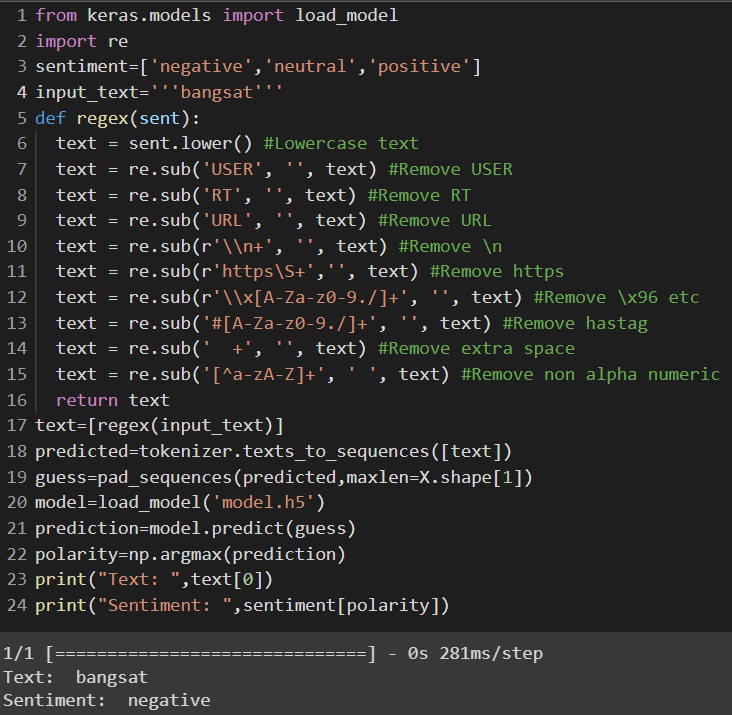 1 from keras.models import load_model
2 import re
3 sentiment=['negative','neutral','positive']
4 input_text='''bangsat'''
5 def regex(sent):
6   text = sent.lower() #Lowercase text
7   text = re.sub('USER', '', text) #Remove USER
8   text = re.sub('RT', '', text) #Remove RT
9   text = re.sub('URL', '', text) #Remove URL
10   text = re.sub(r'\\n+', '', text) #Remove \n
11   text = re.sub(r'https\S+','', text) #Remove https
12   text = re.sub(r'\\x[A-Za-z0-9./]+', '', text) #Remove \x96 etc
13   text = re.sub('#[A-Za-z0-9./]+', '', text) #Remove hastag
14   text = re.sub('  +', '', text) #Remove extra space
15   text = re.sub('[^a-zA-Z]+', ' ', text) #Remove non alpha numeric
16   return text
17 text=[regex(input_text)]
18 predicted=tokenizer.texts_to_sequences([text])
19 guess=pad_sequences(predicted,maxlen=X.shape[1])
20 model=load_model('model.h5')
21 prediction=model.predict(guess)
22 polarity=np.argmax(prediction)
23 print("Text: ",text[0])
24 print("Sentiment: ",sentiment[polarity])
1/1 [==============================] - 0s 281ms/step
Text:  bangsat
Sentiment:  negative